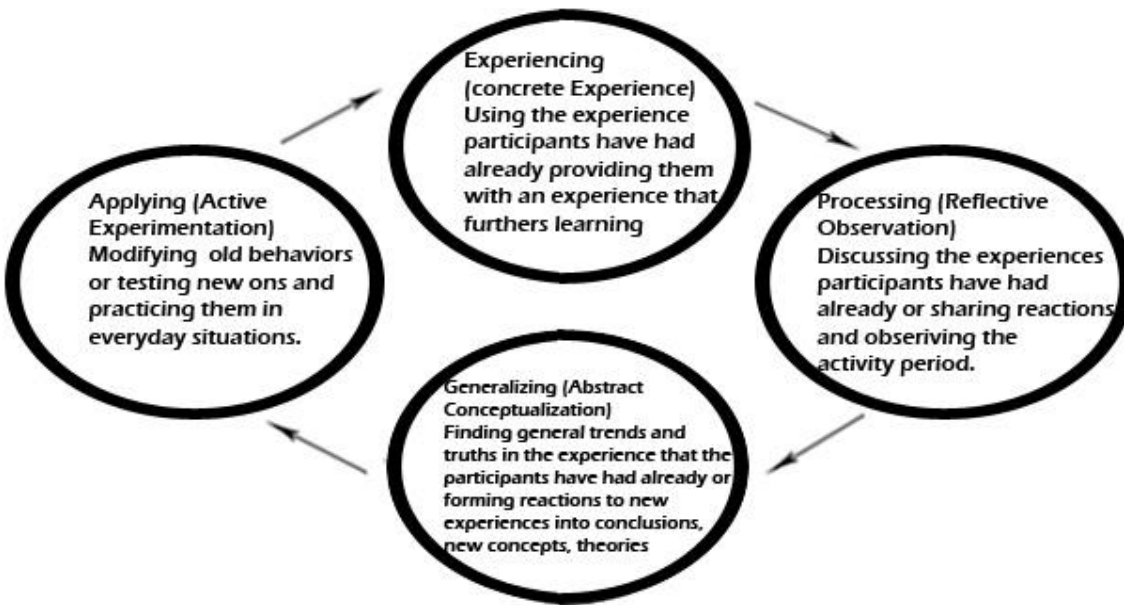 Experiencing
(concrete Experience)
Using the experience
participants have had
already providing them
with an experience that
furthers learning
Processing (Reflective
Observation)
Discussing the experiences
participants have had
already or sharing reactions
and obseriving the
activity period.
Generalizing (Abstract
Conceptualization)
Finding general trends and
truths in the experience that the
participants have had already or
forming reactions to new
experiences into conclusions,
new concepts, theories
Applying (Active
Experimentation)
Modifying old behaviors
or testing new ons and
practicing them in
everyday situations.